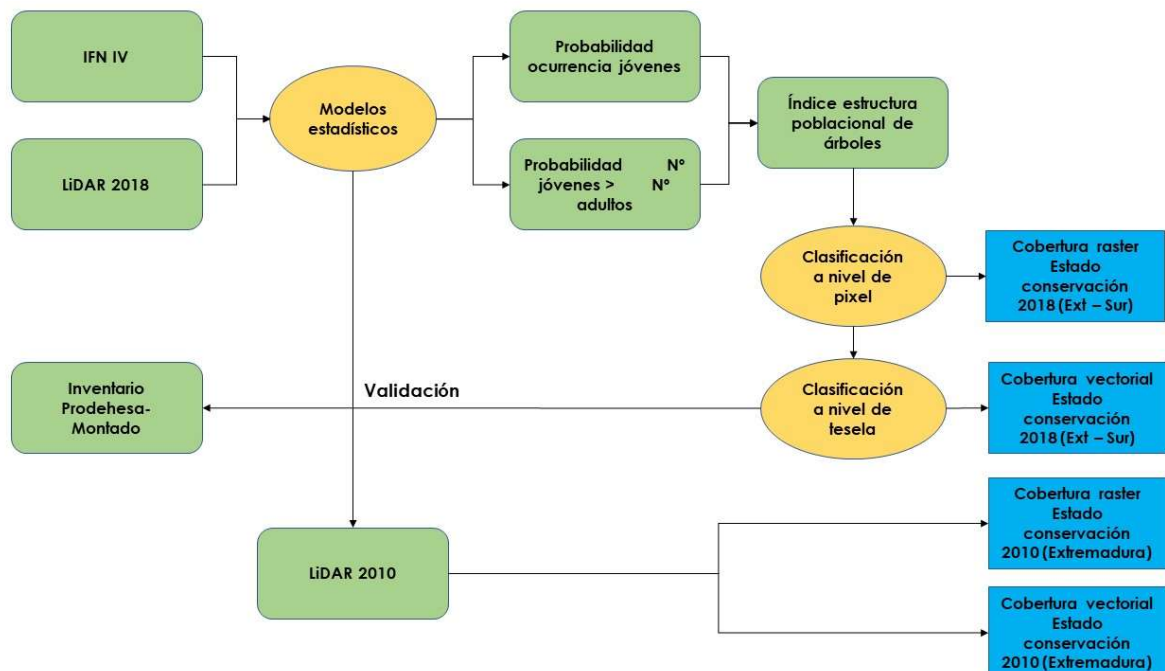 IFN IV
LiDAR 2018
Modelos
estadísticos
Probabilidad
ocurrencia jóvenes
Probabilidad Nº
jóvenes > Nº
adultos
Índice estructura
poblacional de
árboles
Clasificación
a nivel de
pixel
Cobertura raster
Estado
conservación
2018 (Ext – Sur)
Inventario
Prodehesa-
Montado
Validación
Clasificación
a nivel de
tesela
Cobertura vectorial
Estado
conservación
2018 (Ext – Sur)
LiDAR 2010
Cobertura raster
Estado
conservación
2010 (Extremadura)
Cobertura vectorial
Estado
conservación
2010 (Extremadura)